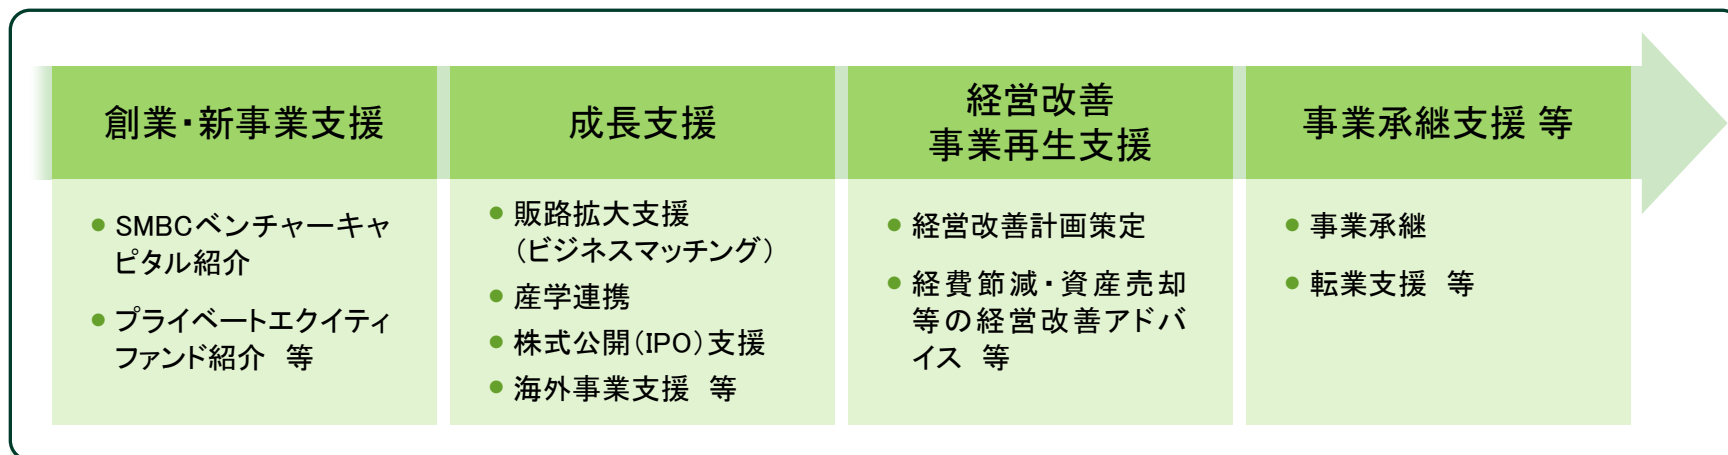 創業・新事業支援
● SMBCベンチャーキャ
ピタル紹介
● プライベートエクイティ
ファンド紹介　等
成長支援
● 販路拡大支援
（ビジネスマッチング）
● 産学連携
● 株式公開（IPO）支援
● 海外事業支援　等
経営改善
事業再生支援
● 経営改善計画策定
● 経費節減・資産売却
等の経営改善アドバ
イス　等
事業承継支援 等
● 事業承継
● 転業支援　等